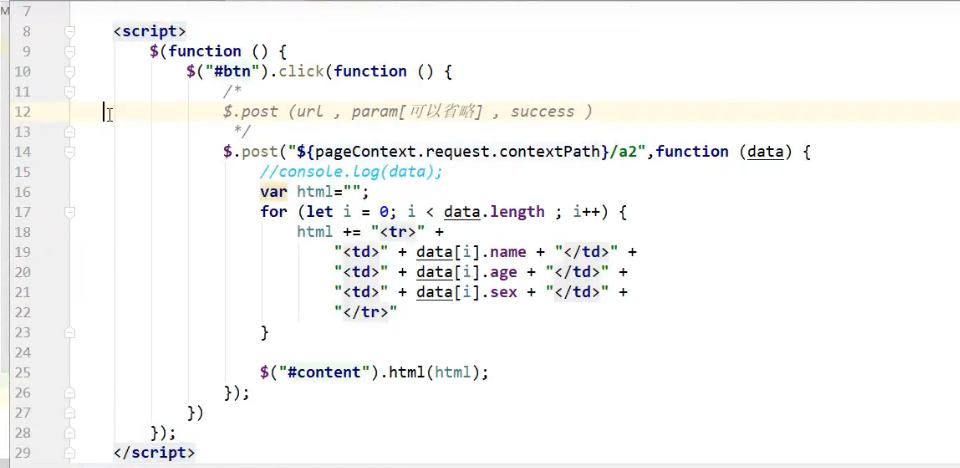 M
7
8 <script>
9 $(function () {
10 $("#btn").click(function () {
11 /*
12 $.post (url , param[可以省略] , success )
13 */
14 $.post("${pageContext.request.contextPath}/a2",function (data) {
15 //console.log(data);
16 var html="";
17 for (let i = 0; i < data.length ; i++) {
18 html += "<tr>" +
19 "<td>" + data[i].name + "</td>" +
20 "<td>" + data[i].age + "</td>" +
21 "<td>" + data[i].sex + "</td>" +
22 "</tr>"
23 }
24
25 $("#content").html(html);
26 });
27 })
28 });
29 </script>